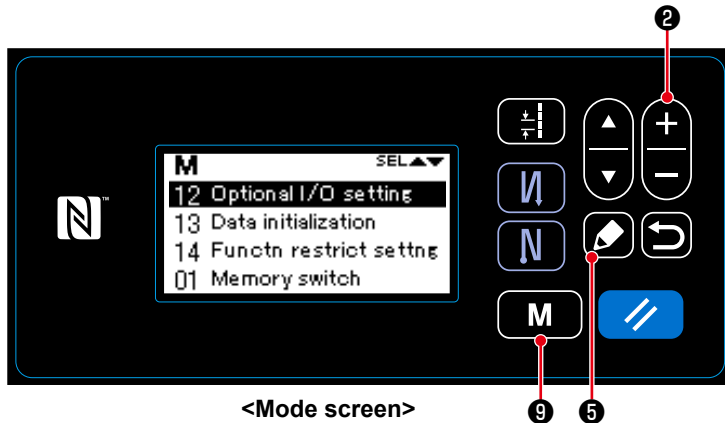 ❷
M SEL▲▼
12 Optional I/O setting
13 Data initialization
14 Functn restrict settng
01 Memory switch
N™
M
<Mode screen>
❾ ❺